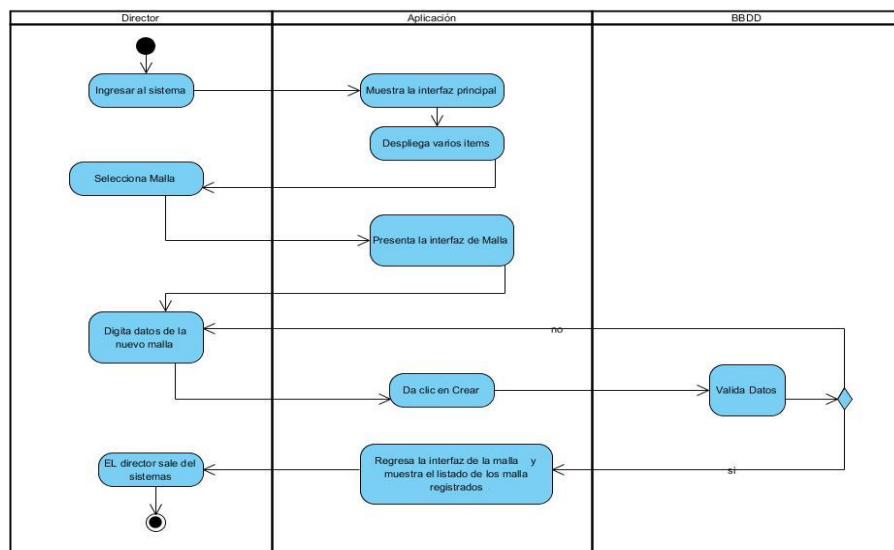 Director
Aplicación
BBDD
Ingresar al sistema
Muestra la interfaz principal
Despliega varios items
Selecciona Malla
Presenta la interfaz de Malla
Digita datos de la
nuevo malla
no
Da clic en Crear
Valida Datos
EL director sale del
sistemas
Regresa la interfaz de la malla y
muestra el listado de los malla
registrados
si